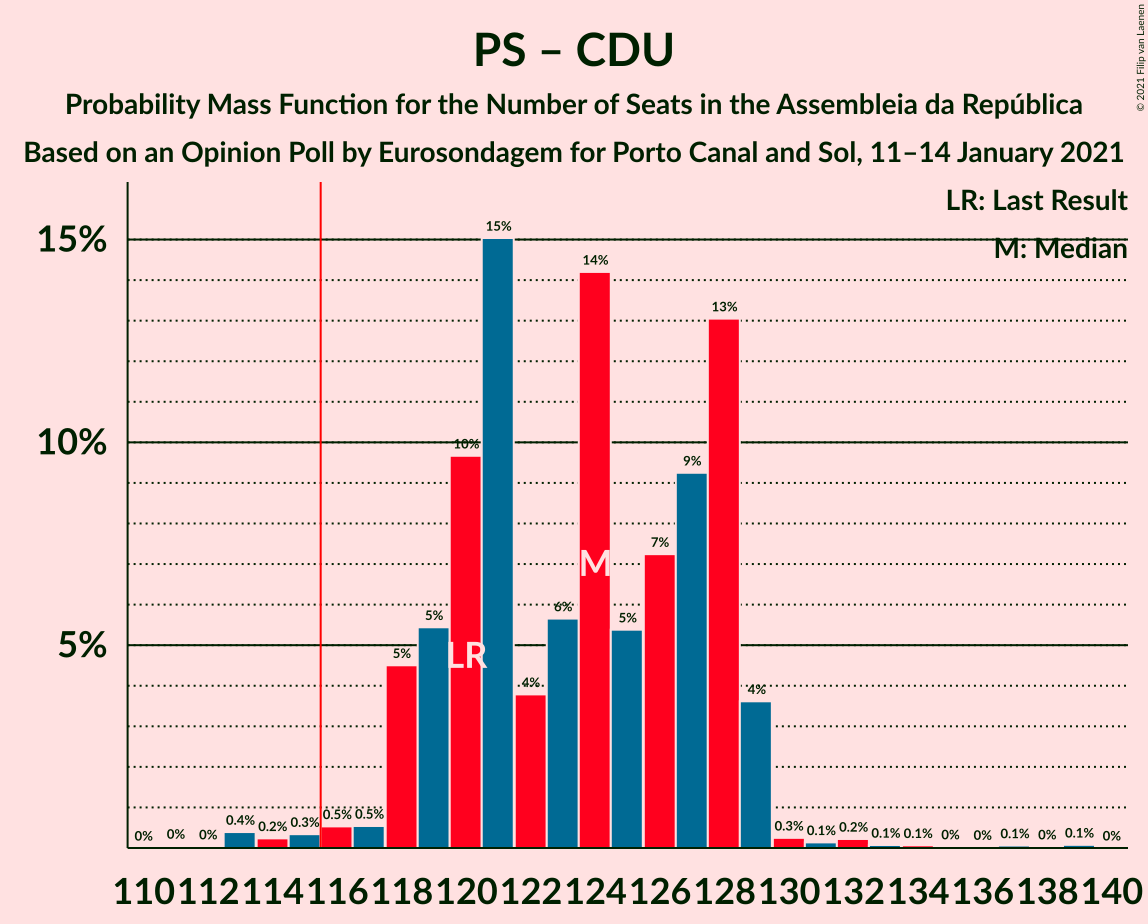 PS – CDU
Probability Mass Function for the Number of Seats in the Assembleia da República
Based on an Opinion Poll by Eurosondagem for Porto Canal and Sol, 11–14 January 2021
© 2021 Filip van Laenen
LR: Last Result
M: Median
15%
10%
5%
0% 0% 0% 0.4% 0.2% 0.3% 0.5% 0.5% 5% 5% 10% 15% 4% 6% 14% 5% 7% 9% 13% 4% 0.3% 0.1% 0.2% 0.1% 0.1% 0% 0% 0.1% 0% 0.1% 0%
M
LR
110 112 114 116 118 120 122 124 126 128 130 132 134 136 138 140